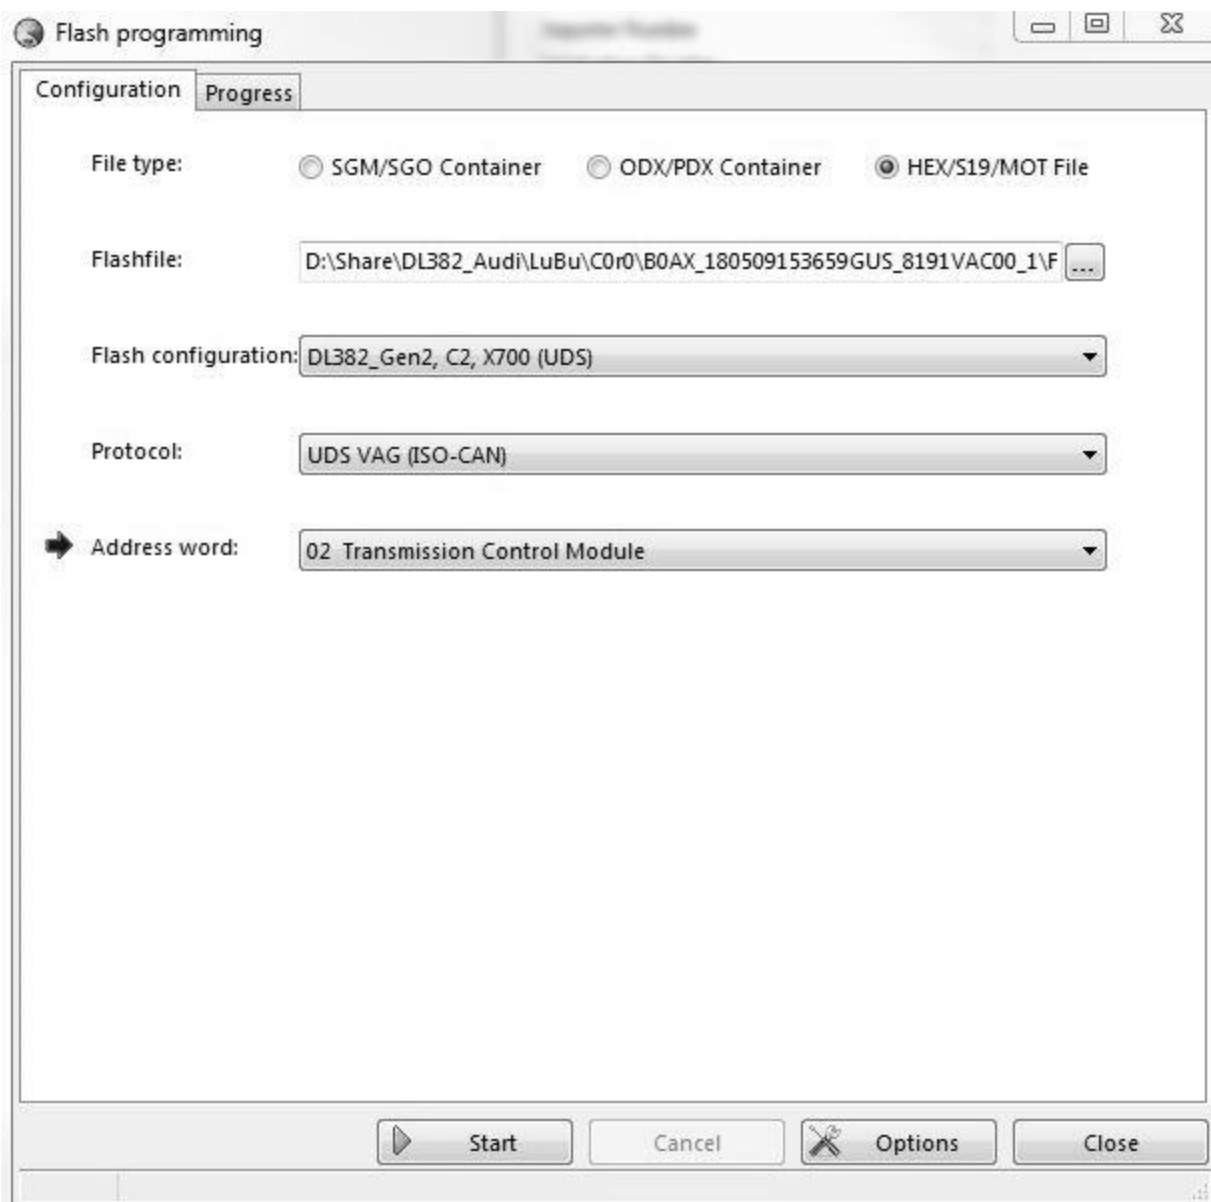 Flash programming
Configuration Progress
File type: SGM/SGO Container ODX/PDX Container HEX/S19/MOT File
Flashfile: D:\Share\DL382_Audi\LuBu\C0r0\B0AX_180509153659GUS_8191VAC00_1\F ...
Flash configuration: DL382_Gen2, C2, X700 (UDS)
Protocol: UDS VAG (ISO-CAN)
Address word: 02 Transmission Control Module
Start Cancel Options Close